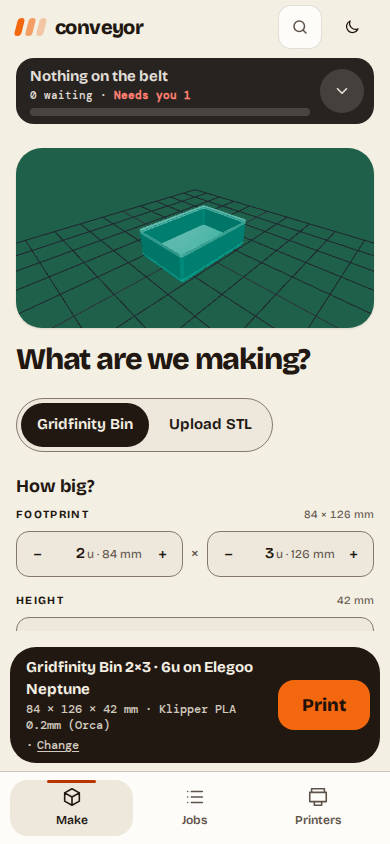 conveyor
Nothing on the belt
0 waiting · Needs you 1
What are we making?
Gridfinity Bin Upload STL
How big?
FOOTPRINT 84 × 126 mm
− 2 u · 84 mm + × − 3 u · 126 mm +
HEIGHT 42 mm
Gridfinity Bin 2×3 · 6u on Elegoo
Neptune
84 × 126 × 42 mm · Klipper PLA
0.2mm (Orca)
· Change
Print
Make Jobs Printers